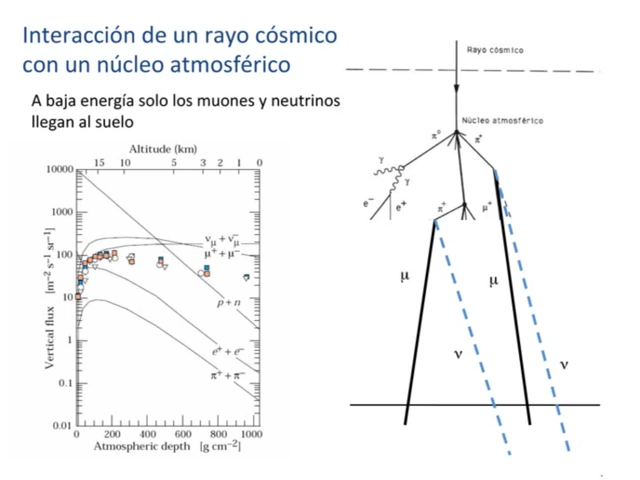 Interacción de un rayo cósmico
con un núcleo atmosférico
A baja energía solo los muones y neutrinos
llegan al suelo
Altitude (km)
15 10 5 3 2 1 0
10000
1000
100
10
1
0.1
0.01
Vertical flux [m⁻² s⁻¹ sr⁻¹]
νμ + ν̅μ
μ⁺ + μ⁻
p + n
e⁺ + e⁻
π⁺ + π⁻
0 200 400 600 800 1000
Atmospheric depth [g cm⁻²]
Rayo cósmico
Núcleo atmosférico
π⁰
γ
γ
e⁻ e⁺
μ μ
ν ν